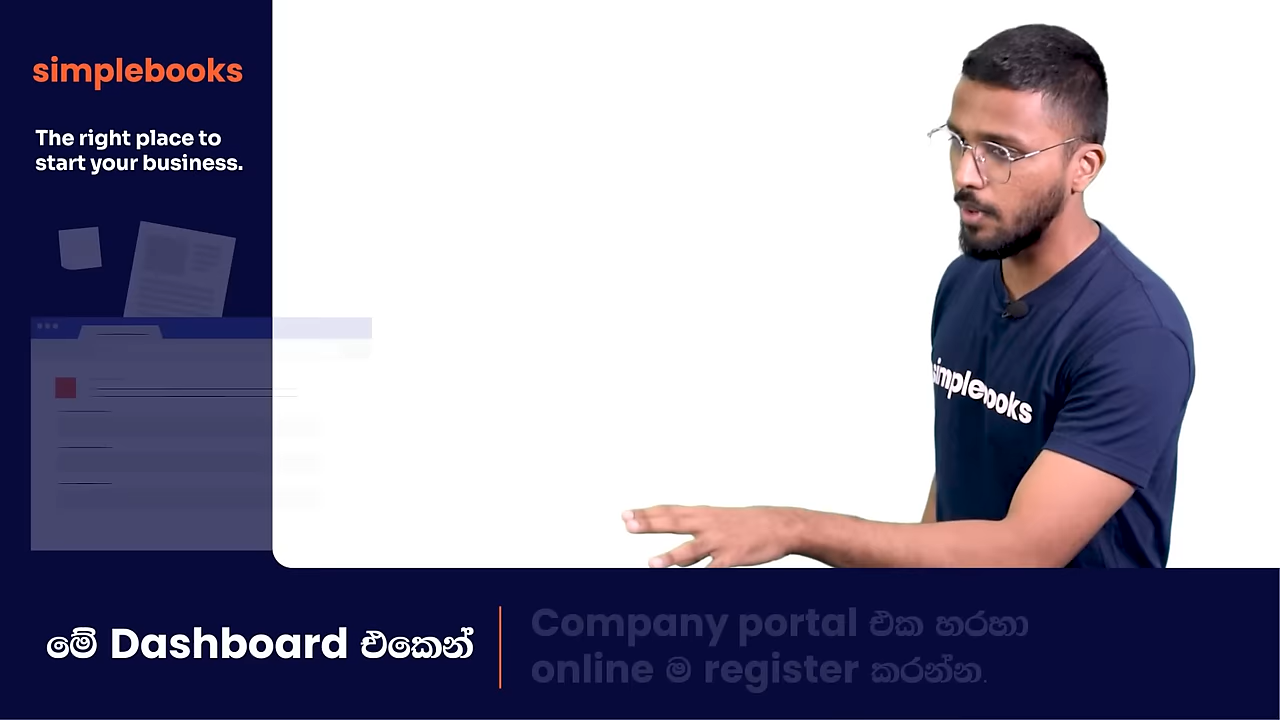 simplebooks
The right place to
start your business.
simplebooks
මේ Dashboard එකෙන්
Company portal එක හරහා
online ම register කරන්න.